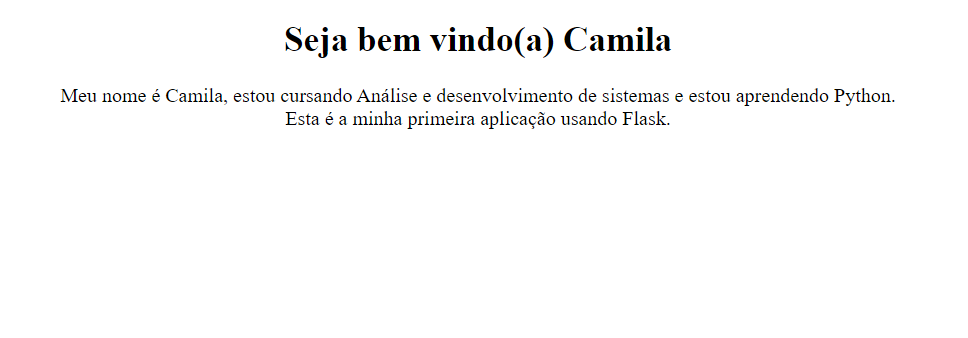 Seja bem vindo(a) Camila
Meu nome é Camila, estou cursando Análise e desenvolvimento de sistemas e estou aprendendo Python.
Esta é a minha primeira aplicação usando Flask.